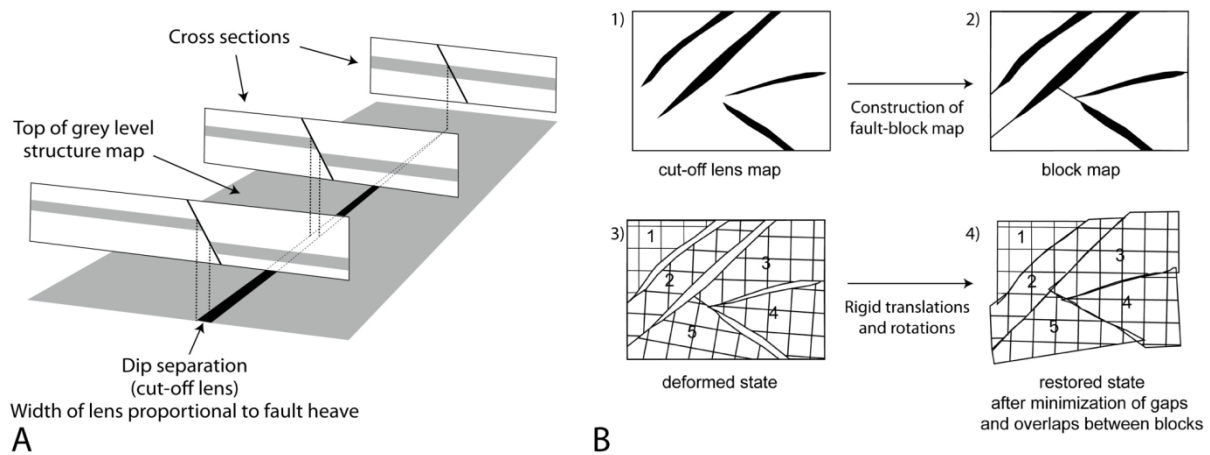 Cross sections
Top of grey level
structure map
Dip separation
(cut-off lens)
Width of lens proportional to fault heave
A
1)
cut-off lens map
Construction of
fault-block map
2)
block map
3)
1
2
3
4
5
deformed state
Rigid translations
and rotations
4)
1
2
3
4
5
restored state
after minimization of gaps
and overlaps between blocks
B